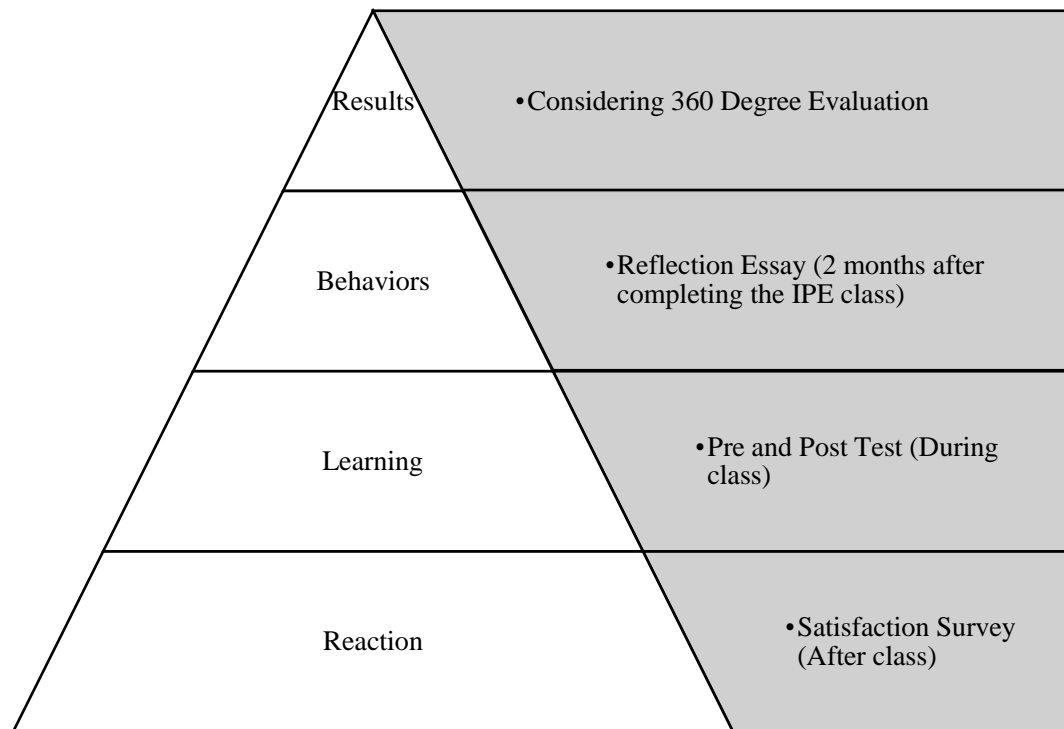 Results
•Considering 360 Degree Evaluation
Behaviors
•Reflection Essay (2 months after
completing the IPE class)
Learning
•Pre and Post Test (During
class)
Reaction
•Satisfaction Survey
(After class)